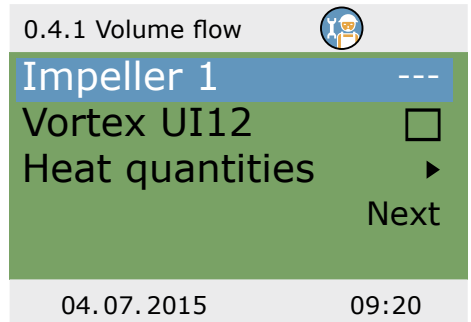 0.4.1 Volume flow
Impeller 1 ---
Vortex UI12
Heat quantities
Next
04.07.2015 09:20